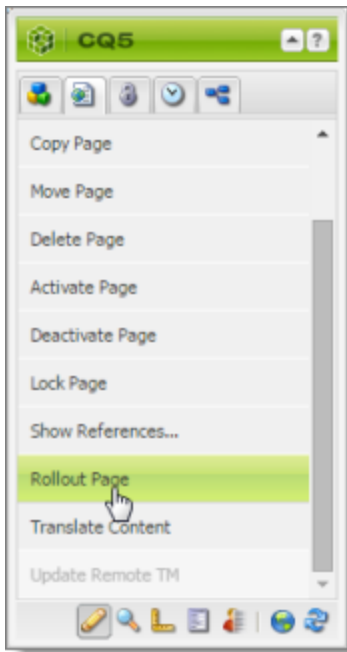 CQ5
?
Copy Page
Move Page
Delete Page
Activate Page
Deactivate Page
Lock Page
Show References...
Rollout Page
Translate Content
Update Remote TM